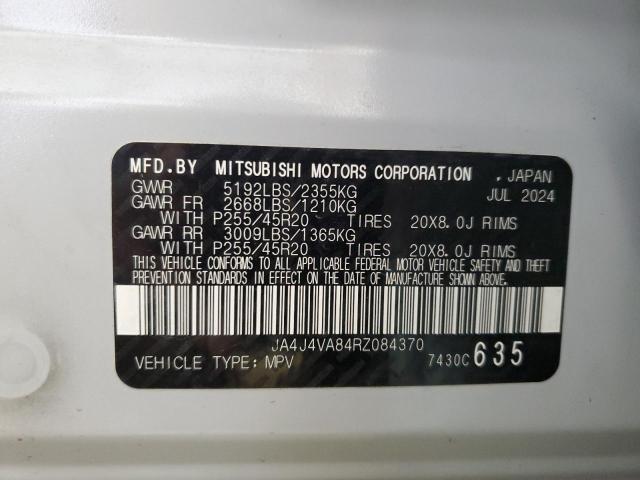 MFD.BY MITSUBISHI MOTORS CORPORATION . JAPAN
GVWR 5192LBS/2355KG JUL 2024
GAWR FR 2668LBS/1210KG
WITH P255/45R20 TIRES 20X8.0J RIMS
GAWR RR 3009LBS/1365KG
WITH P255/45R20 TIRES 20X8.0J RIMS
THIS VEHICLE CONFORMS TO ALL APPLICABLE FEDERAL MOTOR VEHICLE SAFETY AND THEFT
PREVENTION STANDARDS IN EFFECT ON THE DATE OF MANUFACTURE SHOWN ABOVE.
JA4J4VA84RZ084370
VEHICLE TYPE: MPV 7430C 635